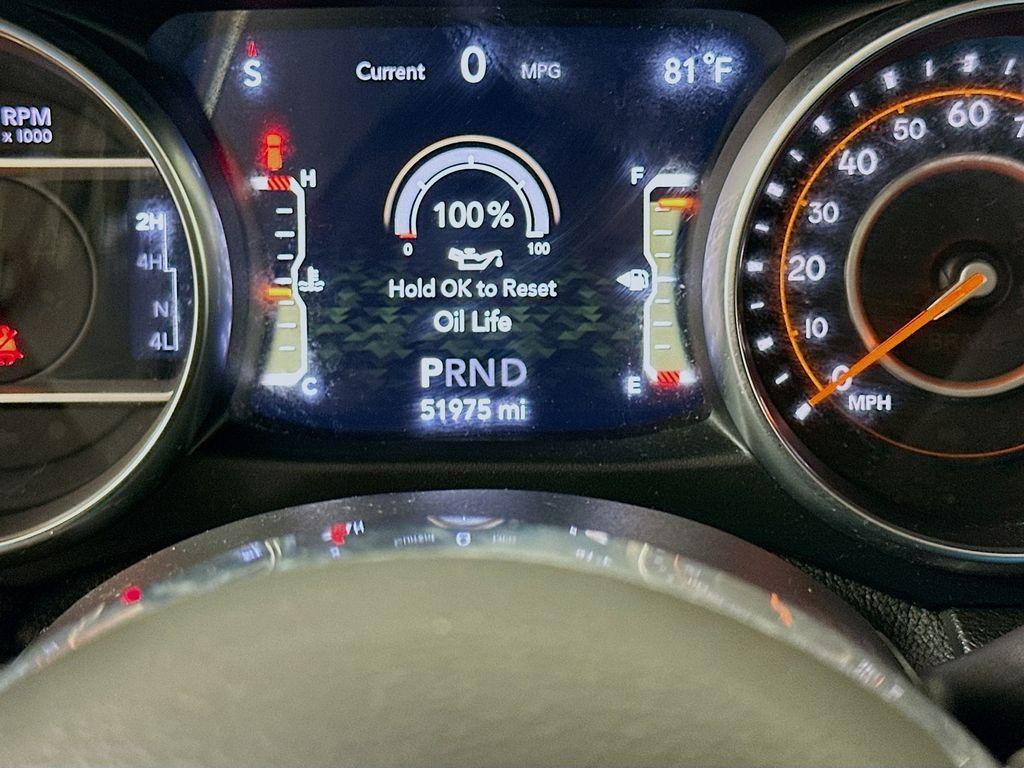 S
Current 0 MPG
81°F
RPM
x 1000
2H
4H
N
4L
H
C
100%
0
100
Hold OK to Reset
Oil Life
PRND
51975 mi
F
E
0
10
20
30
40
50
60
MPH